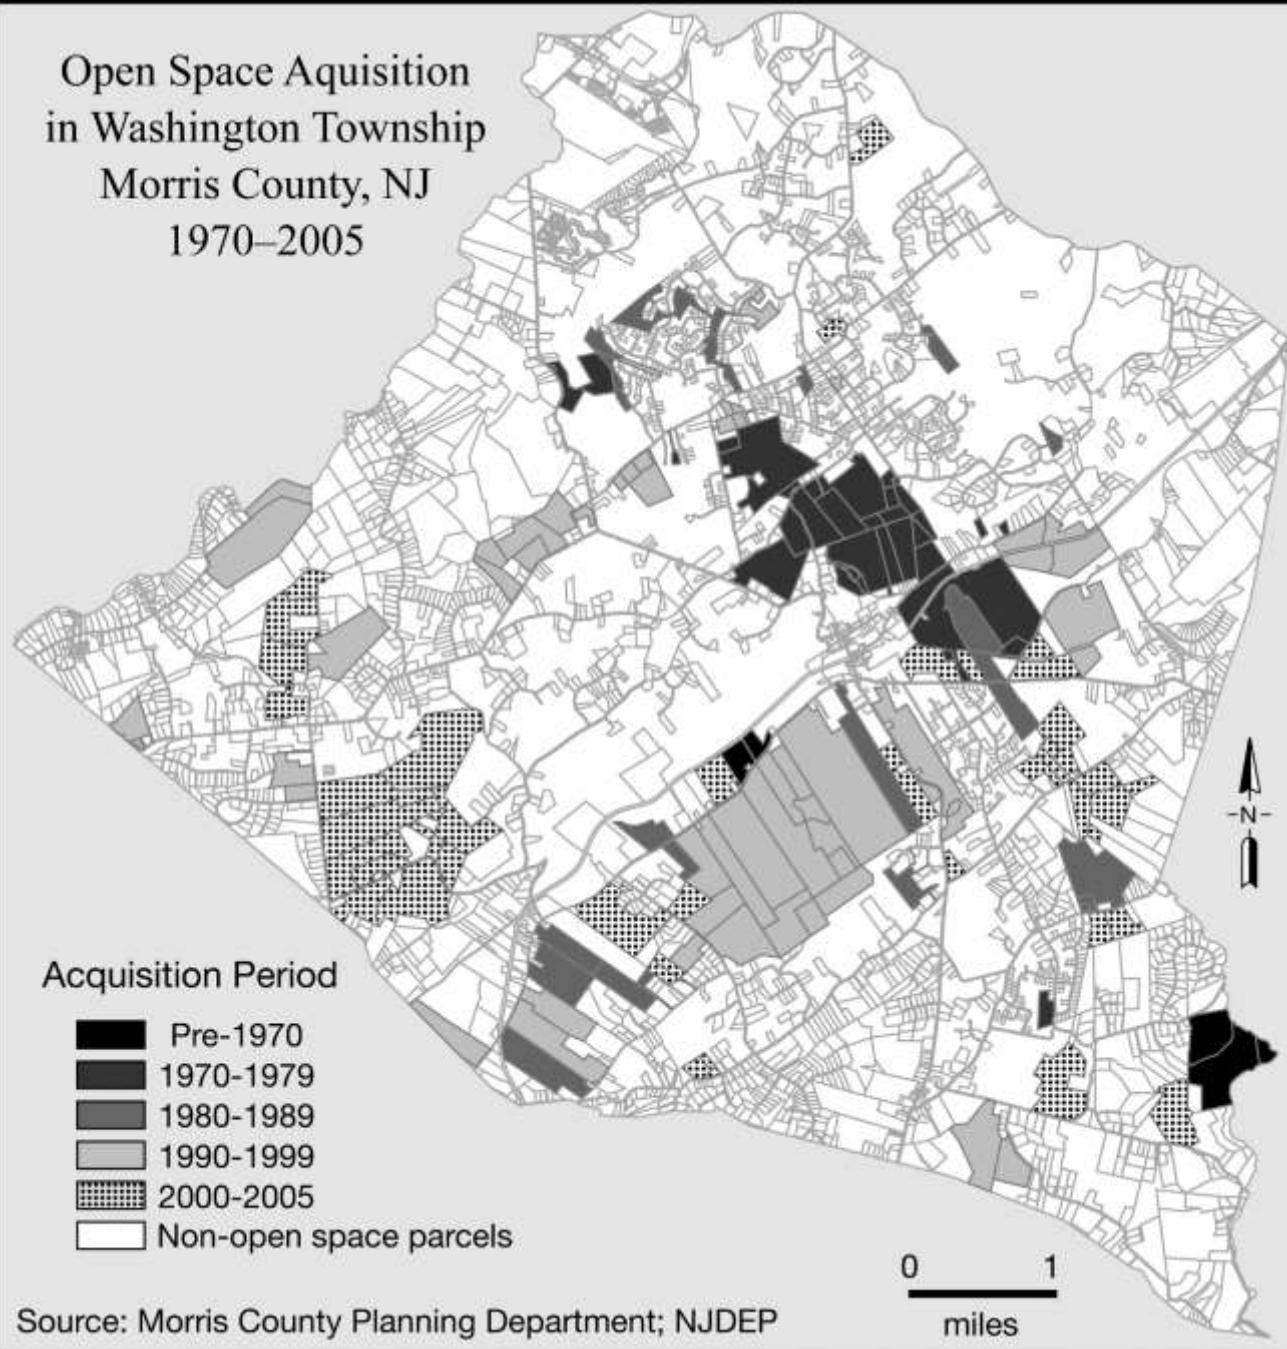 Open Space Aquisition
in Washington Township
Morris County, NJ
1970–2005
-N-
Acquisition Period
Pre-1970
1970-1979
1980-1989
1990-1999
2000-2005
Non-open space parcels
0 1
miles
Source: Morris County Planning Department; NJDEP